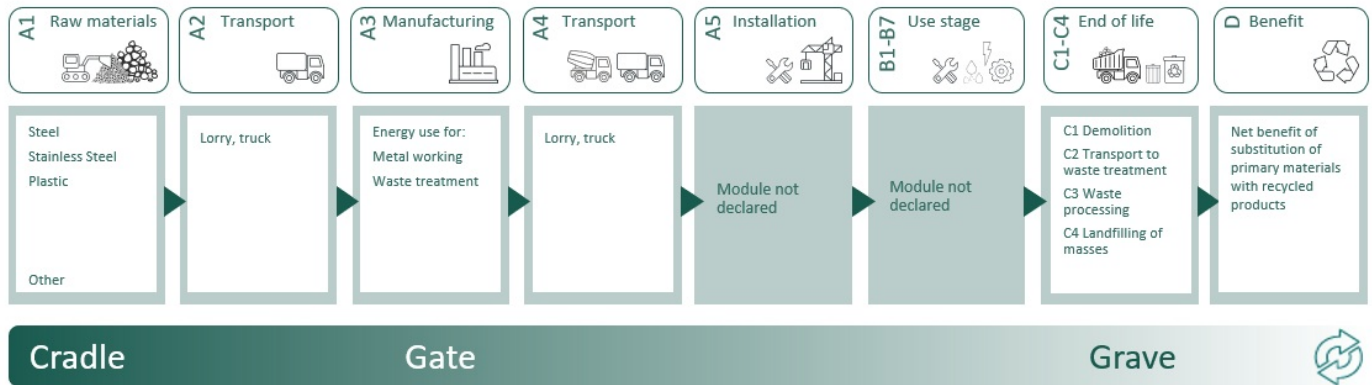 A1 Raw materials
A2 Transport
A3 Manufacturing
A4 Transport
A5 Installation
B1-B7 Use stage
C1-C4 End of life
D Benefit
Steel
Stainless Steel
Plastic
Other
Lorry, truck
Energy use for:
Metal working
Waste treatment
Lorry, truck
Module not
declared
Module not
declared
C1 Demolition
C2 Transport to
waste treatment
C3 Waste
processing
C4 Landfilling of
masses
Net benefit of
substitution of
primary materials
with recycled
products
Cradle
Gate
Grave